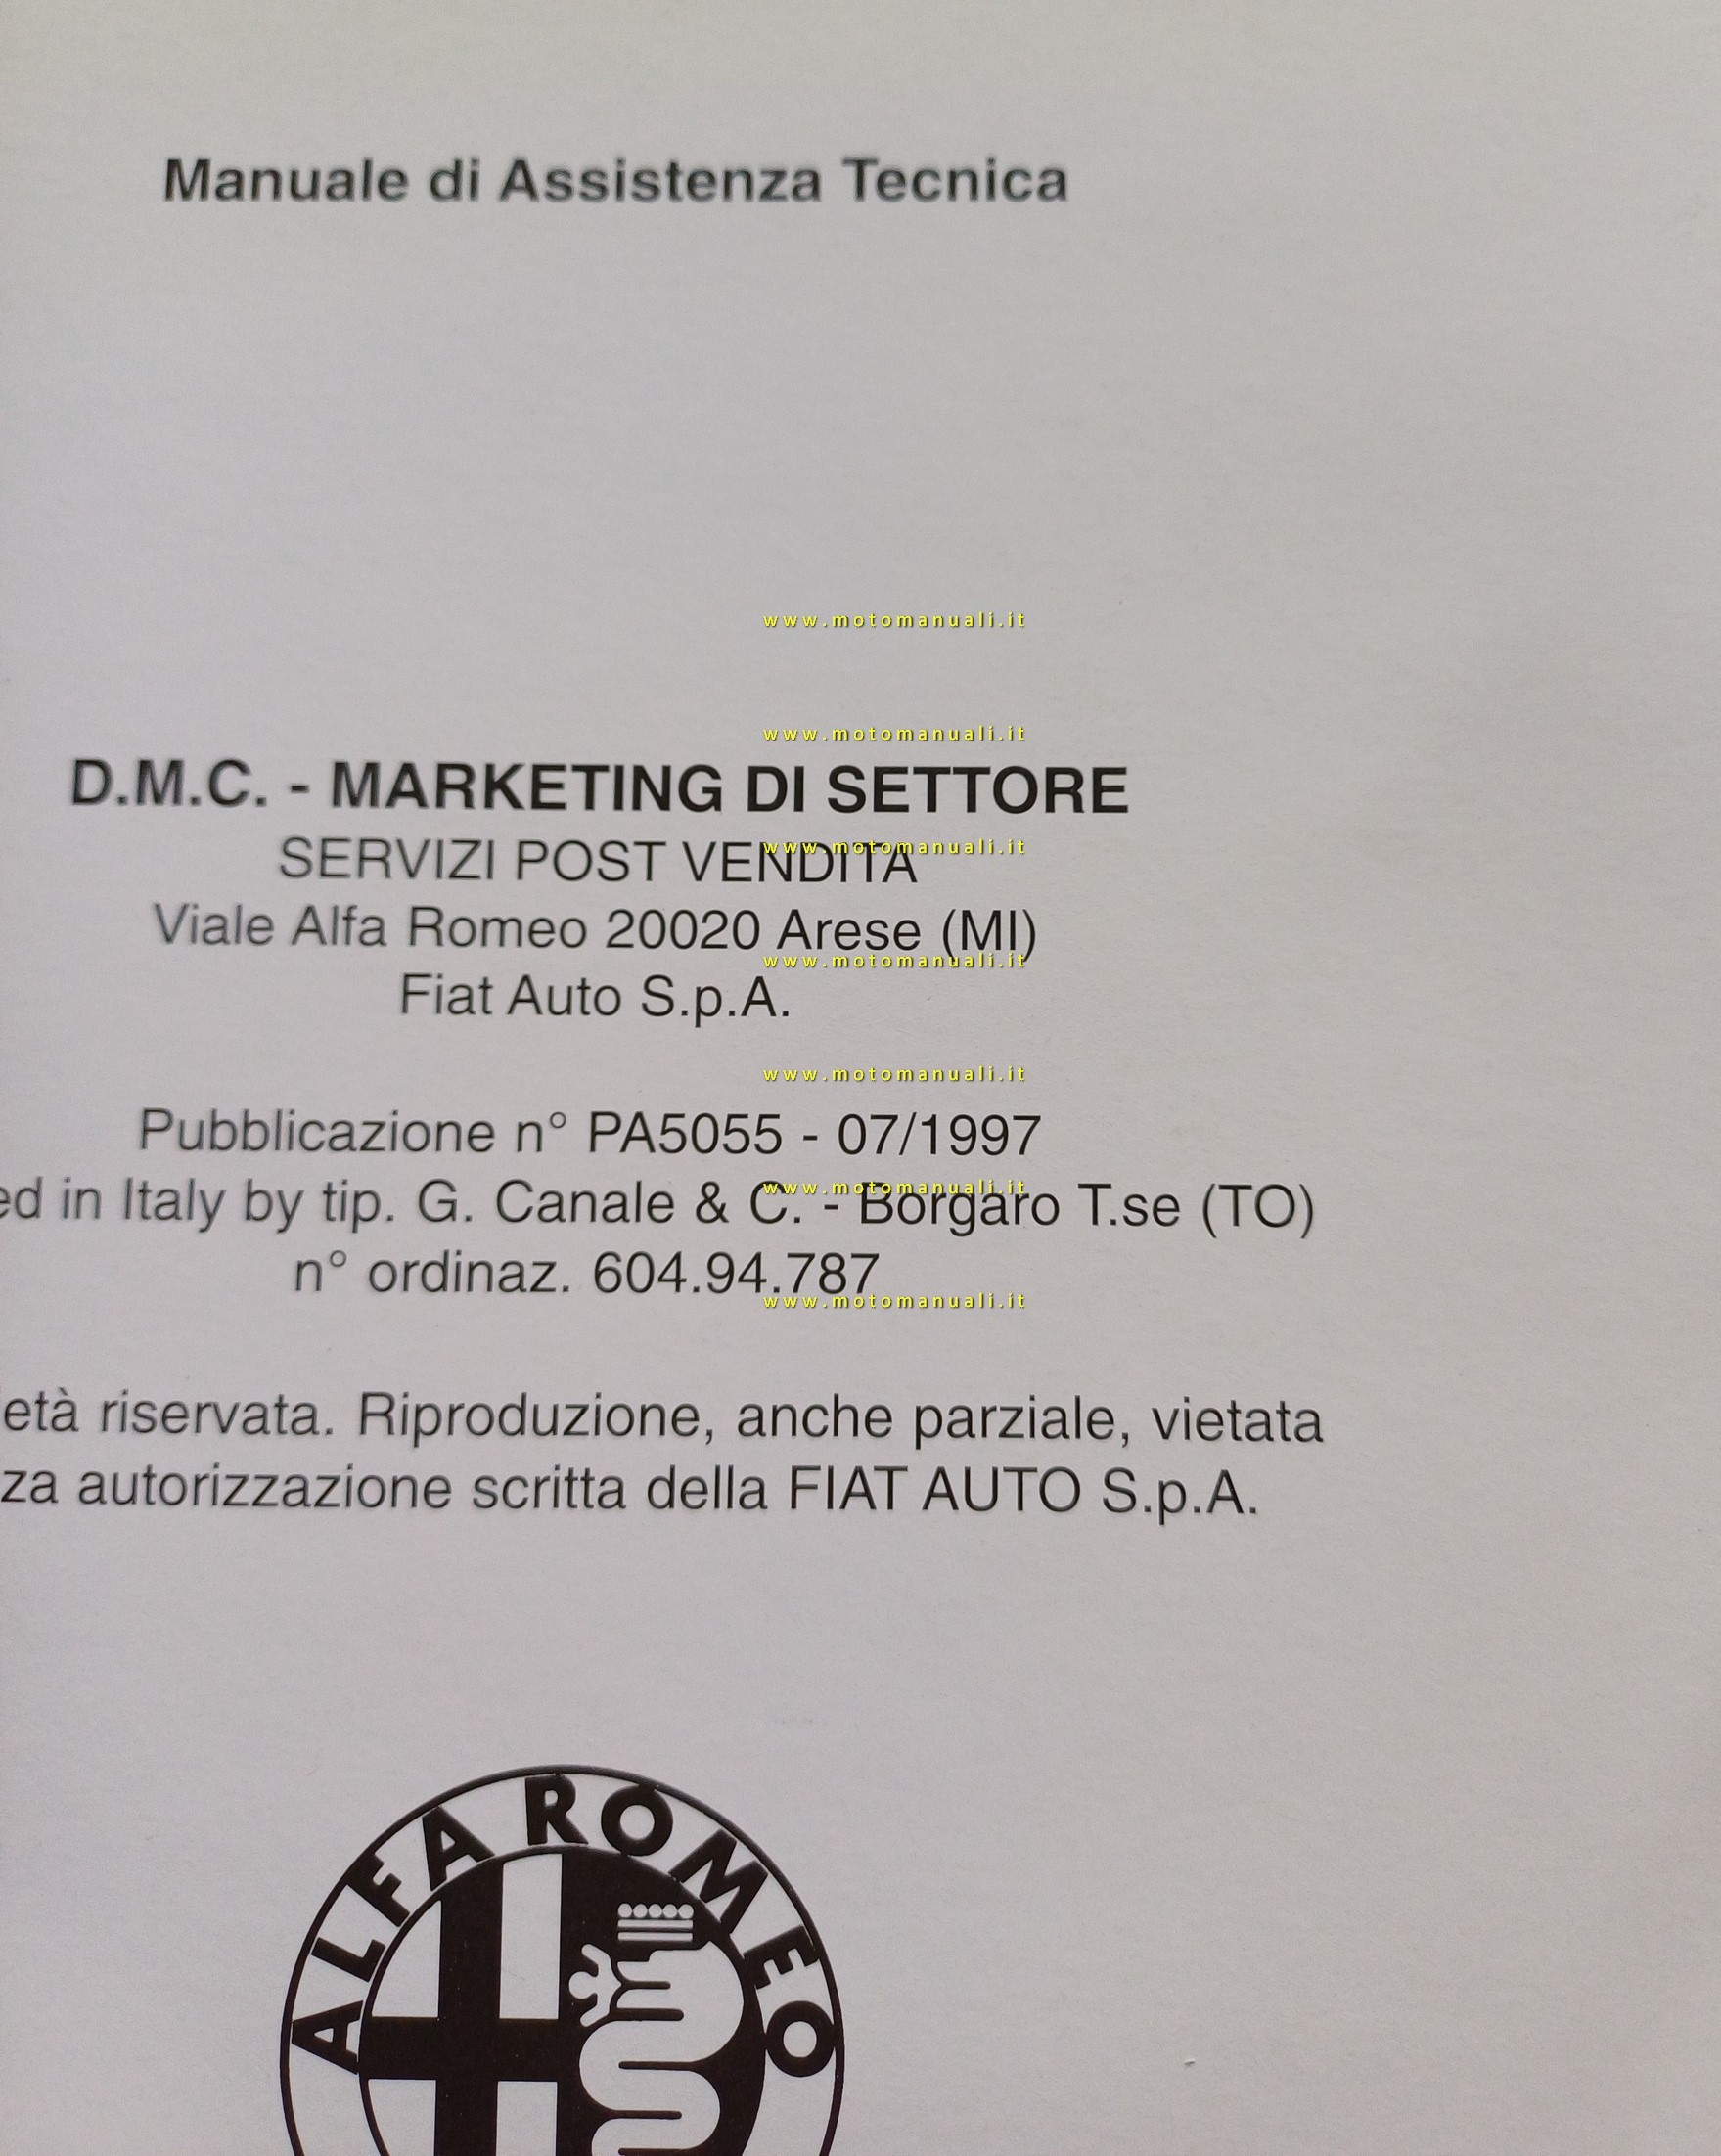 Manuale di Assistenza Tecnica
www.motomanuali.it
www.motomanuali.it
D.M.C. - MARKETING DI SETTORE
www.motomanuali.it
SERVIZI POST VENDITA
Viale Alfa Romeo 20020 Arese (MI)
www.motomanuali.it
Fiat Auto S.p.A.
www.motomanuali.it
Pubblicazione n° PA5055 - 07/1997
www.motomanuali.it
ed in Italy by tip. G. Canale & C. - Borgaro T.se (TO)
n° ordinaz. 604.94.787
www.motomanuali.it
età riservata. Riproduzione, anche parziale, vietata
za autorizzazione scritta della FIAT AUTO S.p.A.
ALFA ROMEO